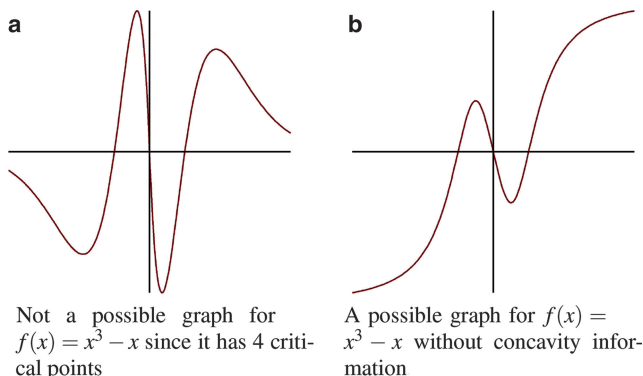 a
b
Not a possible graph for
f(x) = x³ − x since it has 4 criti-
cal points
A possible graph for f(x) =
x³ − x without concavity infor-
mation